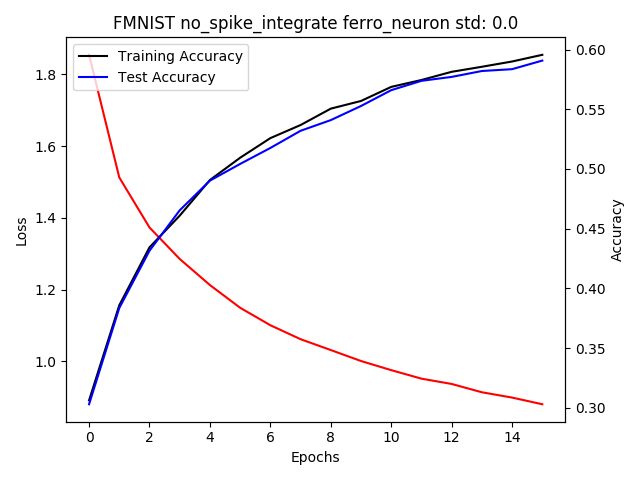 FMNIST no_spike_integrate ferro_neuron std: 0.0
Training Accuracy
Test Accuracy
1.8
1.6
1.4
1.2
1.0
Loss
0.60
0.55
0.50
0.45
0.40
0.35
0.30
Accuracy
0 2 4 6 8 10 12 14
Epochs